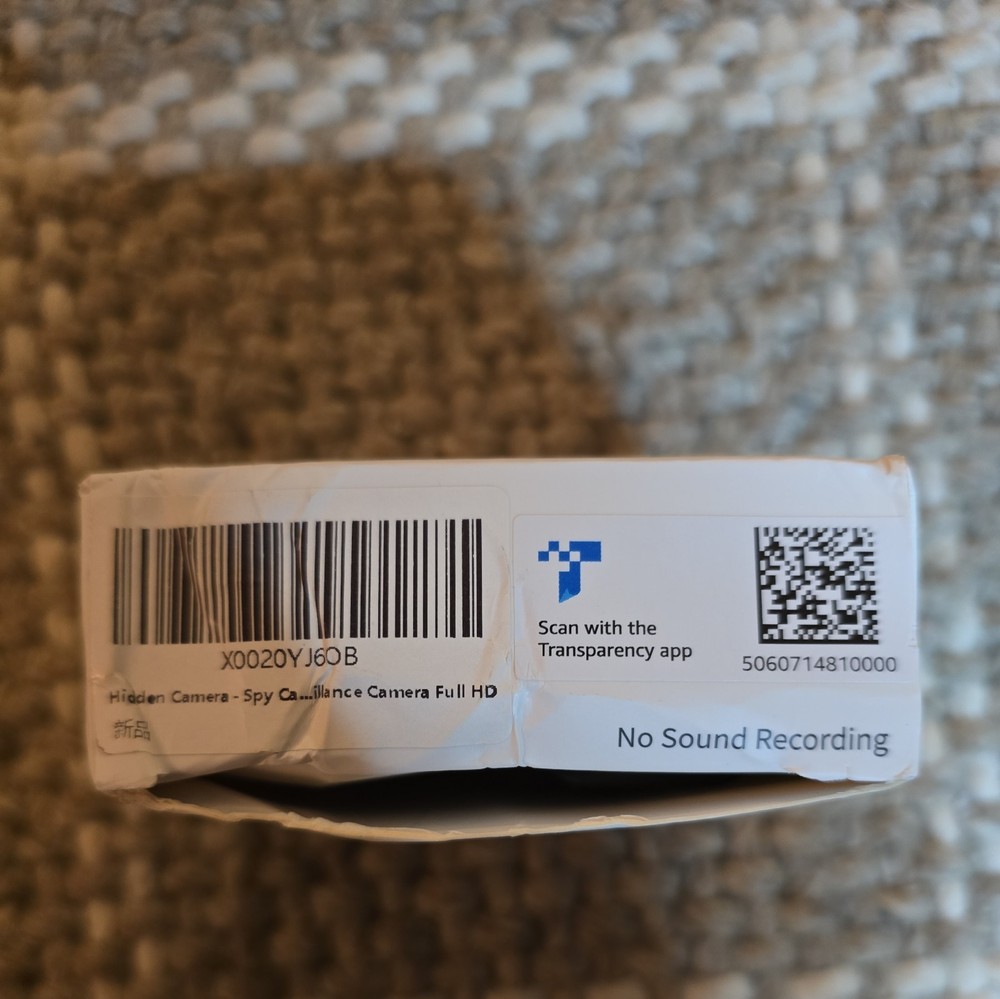 X0020YJ6OB
Hidden Camera - Spy Ca...illance Camera Full HD
新品
Scan with the
Transparency app
5060714810000
No Sound Recording